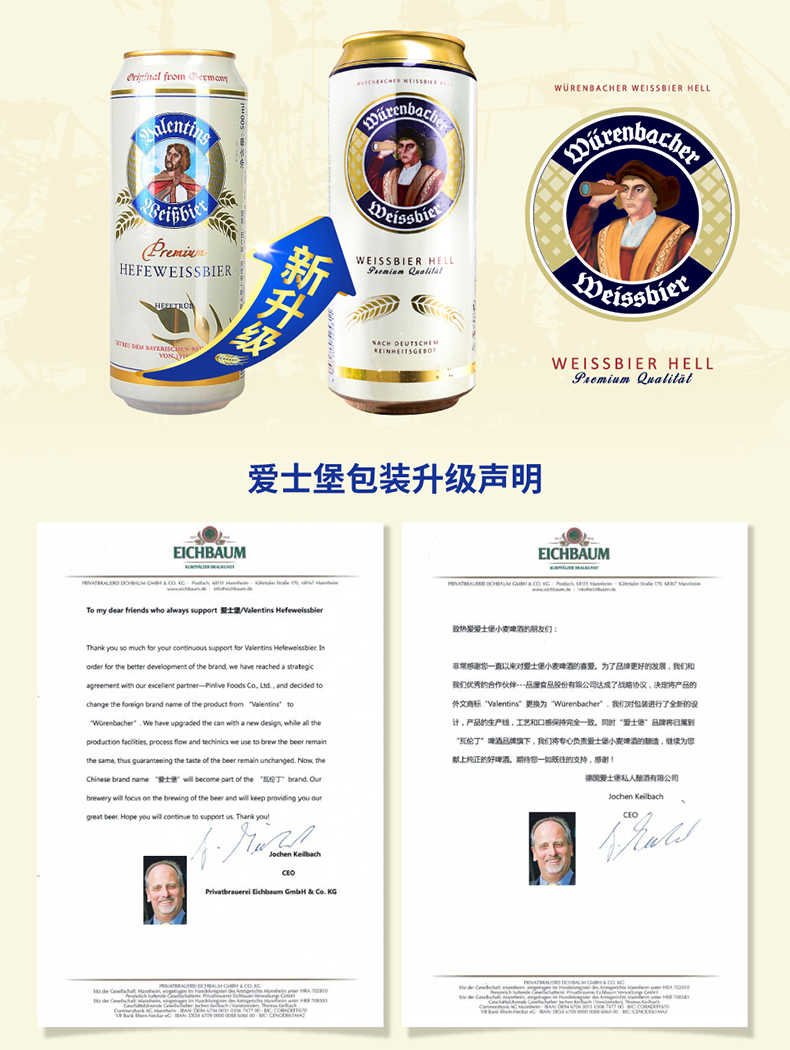 Original from Germany
Valentins
Weißbier
Premium
HEFEWEISSBIER
HEFETRÜB
VON 1516
500ml
WÜRENBACHER WEISSBIER HELL
Würenbacher
Weissbier
WEISSBIER HELL
Premium Qualität
NACH DEUTSCHEM
REINHEITSGEBOT
新升级
WÜRENBACHER WEISSBIER HELL
Würenbacher
Weissbier
WEISSBIER HELL
Premium Qualität
爱士堡包装升级声明
EICHBAUM
KURPFÄLZER BRAUKUNST
PRIVATBRAUEREI EICHBAUM GMBH & CO. KG · Postfach, 68131 Mannheim · Käfertaler Straße 170, 68167 Mannheim
www.eichbaum.de · info@eichbaum.de
To my dear friends who always support 爱士堡/Valentins Hefeweissbier
Thank you so much for your continuous support for Valentins Hefeweissbier. In
order for the better development of the brand, we have reached a strategic
agreement with our excellent partner—Pinlive Foods Co., Ltd. , and decided to
change the foreign brand name of the product from “Valentins” to
“Würenbacher”. We have upgraded the can with a new design, while all the
production facilities, process flow and technics we use to brew the beer remain
the same, thus guaranteeing the taste of the beer remain unchanged. Now, the
Chinese brand name “爱士堡” will become part of the “瓦伦丁” brand. Our
brewery will focus on the brewing of the beer and will keep providing you our
great beer. Hope you will continue to support us. Thank you!
Jochen Keilbach
CEO
Privatbrauerei Eichbaum GmbH & Co. KG
PRIVATBRAUEREI EICHBAUM GMBH & CO. KG
EICHBAUM
KURPFÄLZER BRAUKUNST
PRIVATBRAUEREI EICHBAUM GMBH & CO. KG · Postfach, 68131 Mannheim · Käfertaler Straße 170, 68167 Mannheim
www.eichbaum.de · info@eichbaum.de
致热爱爱士堡小麦啤酒的朋友们：
非常感谢您一直以来对爱士堡小麦啤酒的喜爱。为了品牌更好的发展，我们和
我们优秀的合作伙伴---品渥食品股份有限公司达成了战略协议，决定将产品的
外文商标“Valentins”更换为“Würenbacher”，我们对包装进行了全新的设
计，产品的生产线，工艺和口感保持完全一致。同时“爱士堡”品牌将归属到
“瓦伦丁”啤酒品牌旗下，我们将专心负责爱士堡小麦啤酒的酿造，继续为您
献上纯正的好啤酒。期待您一如既往的支持，感谢！
德国爱士堡私人酿酒有限公司
Jochen Keilbach
CEO
PRIVATBRAUEREI EICHBAUM GMBH & CO. KG